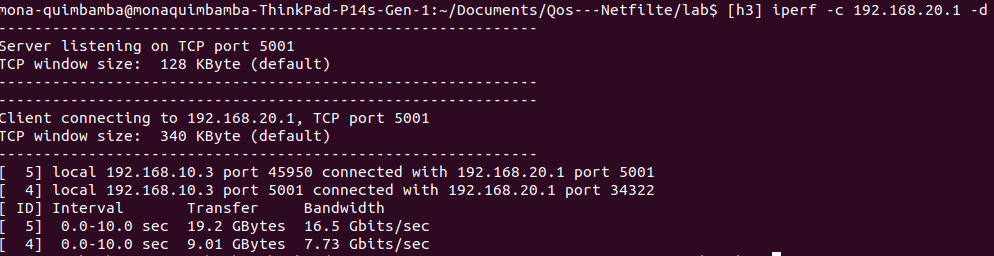 mona-quimbamba@monaquimbamba-ThinkPad-P14s-Gen-1:~/Documents/Qos---Netfilte/lab$ [h3] iperf -c 192.168.20.1 -d
------------------------------------------------------------
Server listening on TCP port 5001
TCP window size:  128 KByte (default)
------------------------------------------------------------
------------------------------------------------------------
Client connecting to 192.168.20.1, TCP port 5001
TCP window size:  340 KByte (default)
------------------------------------------------------------
[  5] local 192.168.10.3 port 45950 connected with 192.168.20.1 port 5001
[  4] local 192.168.10.3 port 5001 connected with 192.168.20.1 port 34322
[ ID] Interval       Transfer     Bandwidth
[  5]  0.0-10.0 sec  19.2 GBytes  16.5 Gbits/sec
[  4]  0.0-10.0 sec  9.01 GBytes  7.73 Gbits/sec